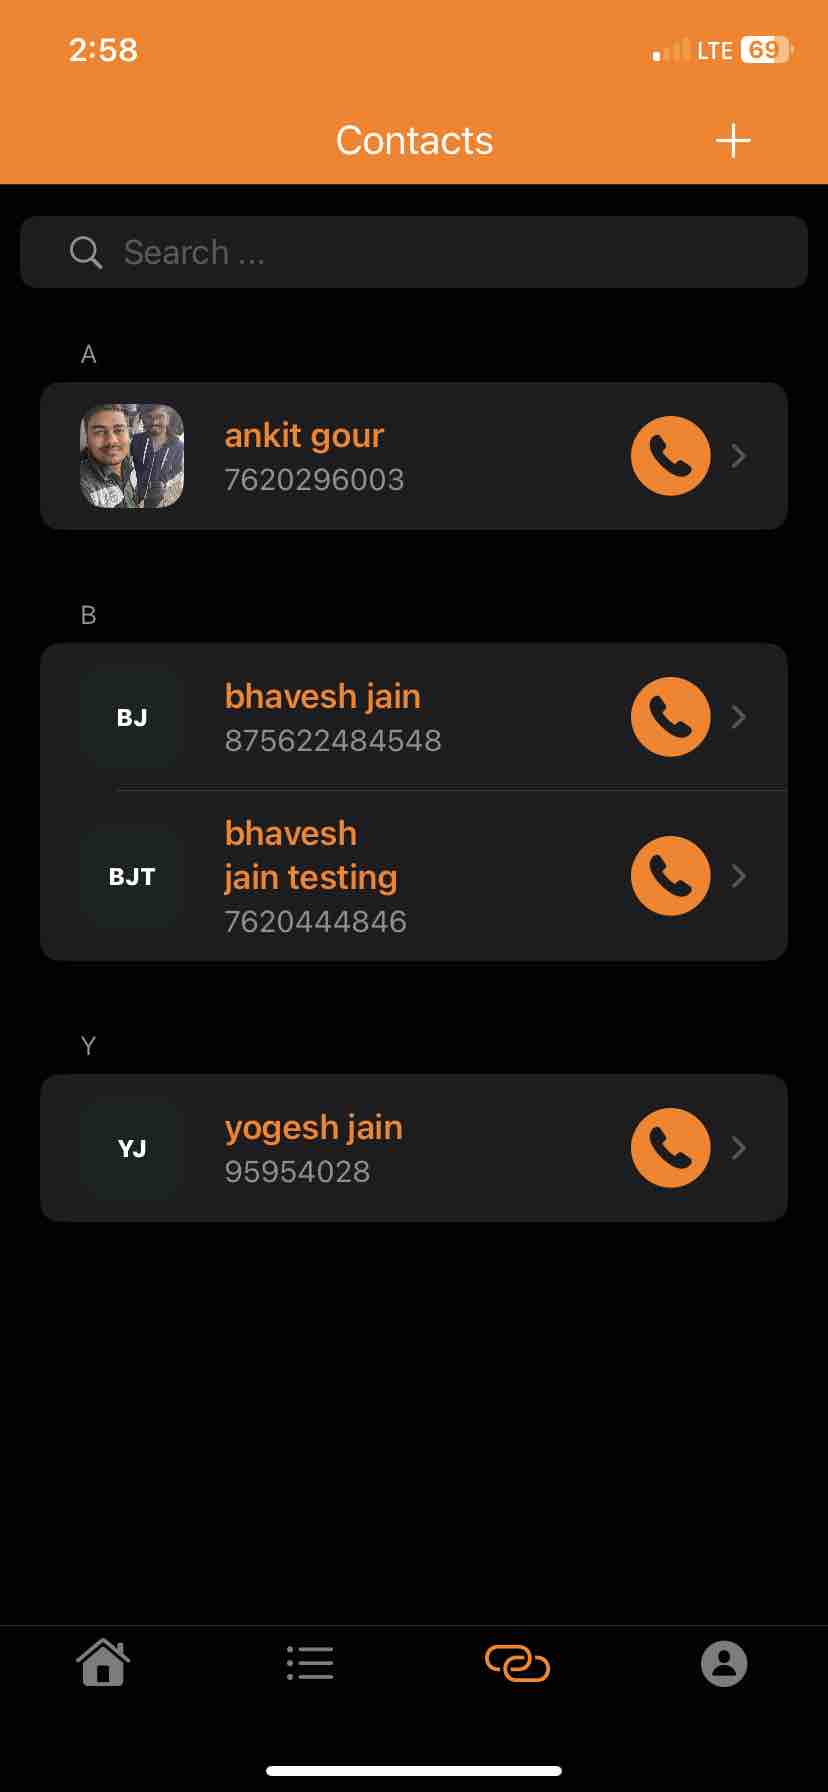 2:58
LTE 69
Contacts
Search ...
A
ankit gour
7620296003
B
BJ
bhavesh jain
875622484548
BJT
bhavesh
jain testing
7620444846
Y
YJ
yogesh jain
95954028